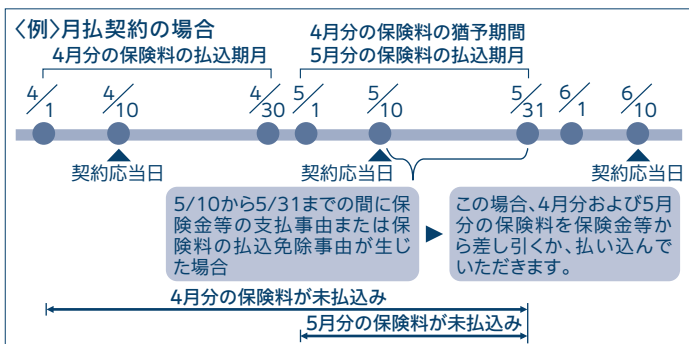 〈例〉月払契約の場合
4月分の保険料の払込期月
4月分の保険料の猶予期間
5月分の保険料の払込期月
4/1
4/10
4/30
5/1
5/10
5/31
6/1
6/10
契約応当日
契約応当日
契約応当日
5/10から5/31までの間に保
険金等の支払事由または保
険料の払込免除事由が生じ
た場合
この場合、4月分および5月
分の保険料を保険金等か
ら差し引くか、払い込んで
いただきます。
4月分の保険料が未払込み
5月分の保険料が未払込み